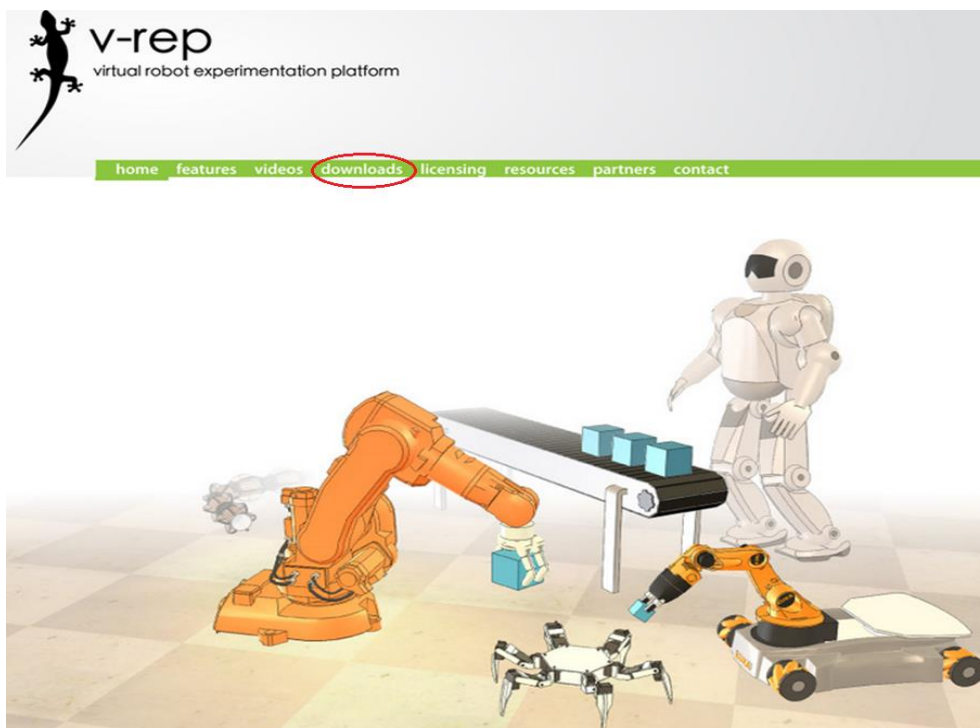 v-rep
virtual robot experimentation platform
home features videos downloads licensing resources partners contact